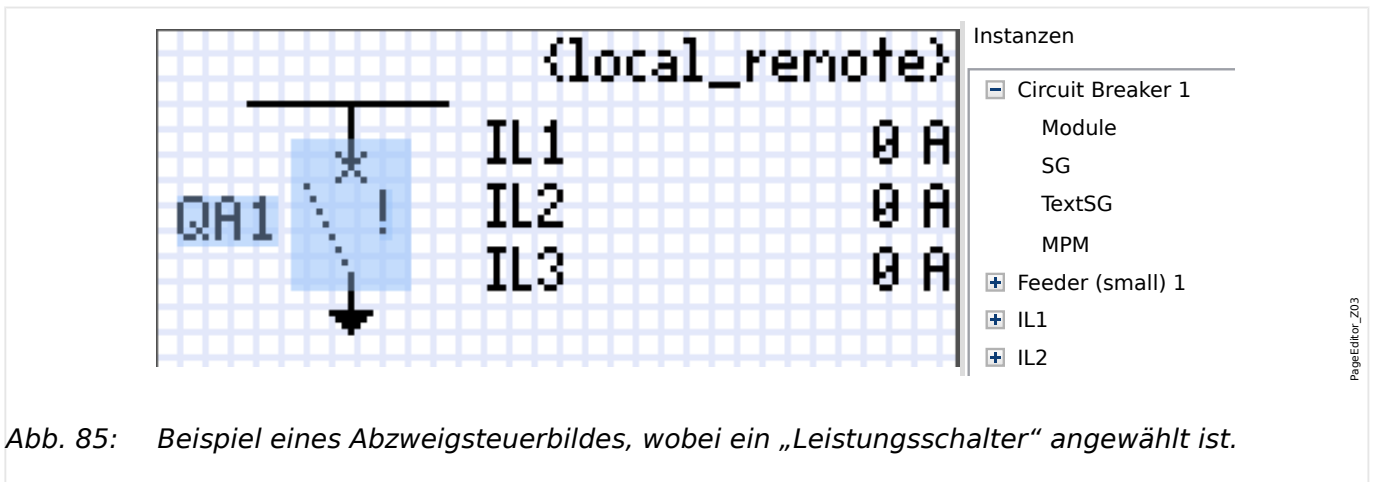 {local_remote}
IL1 0 A
QA1 ! IL2 0 A
IL3 0 A
Instanzen
Circuit Breaker 1
Module
SG
TextSG
MPM
Feeder (small) 1
IL1
IL2
PageEditor_Z03
Abb. 85: Beispiel eines Abzweigsteuerbildes, wobei ein „Leistungsschalter“ angewählt ist.